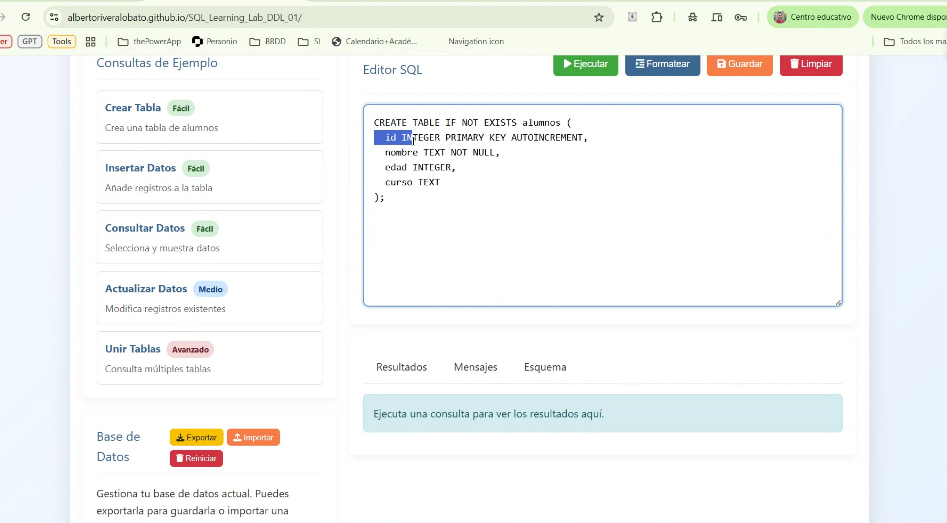 albertoriveralobato.github.io/SQL_Learning_Lab_DDL_01/
Centro educativo
Nuevo Chrome dispo
er
GPT
Tools
thePowerApp
Personio
BBDD
SI
Calendario+Acadé...
Navigation icon
Todos los ma
Consultas de Ejemplo
Crear Tabla Fácil
Crea una tabla de alumnos
Insertar Datos Fácil
Añade registros a la tabla
Consultar Datos Fácil
Selecciona y muestra datos
Actualizar Datos Medio
Modifica registros existentes
Unir Tablas Avanzado
Consulta múltiples tablas
Base de Datos
Exportar
Importar
Reiniciar
Gestiona tu base de datos actual. Puedes
exportarla para guardarla o importar una
Editor SQL
Ejecutar
Formatear
Guardar
Limpiar
CREATE TABLE IF NOT EXISTS alumnos (
id INTEGER PRIMARY KEY AUTOINCREMENT,
nombre TEXT NOT NULL,
edad INTEGER,
curso TEXT
);
Resultados
Mensajes
Esquema
Ejecuta una consulta para ver los resultados aquí.